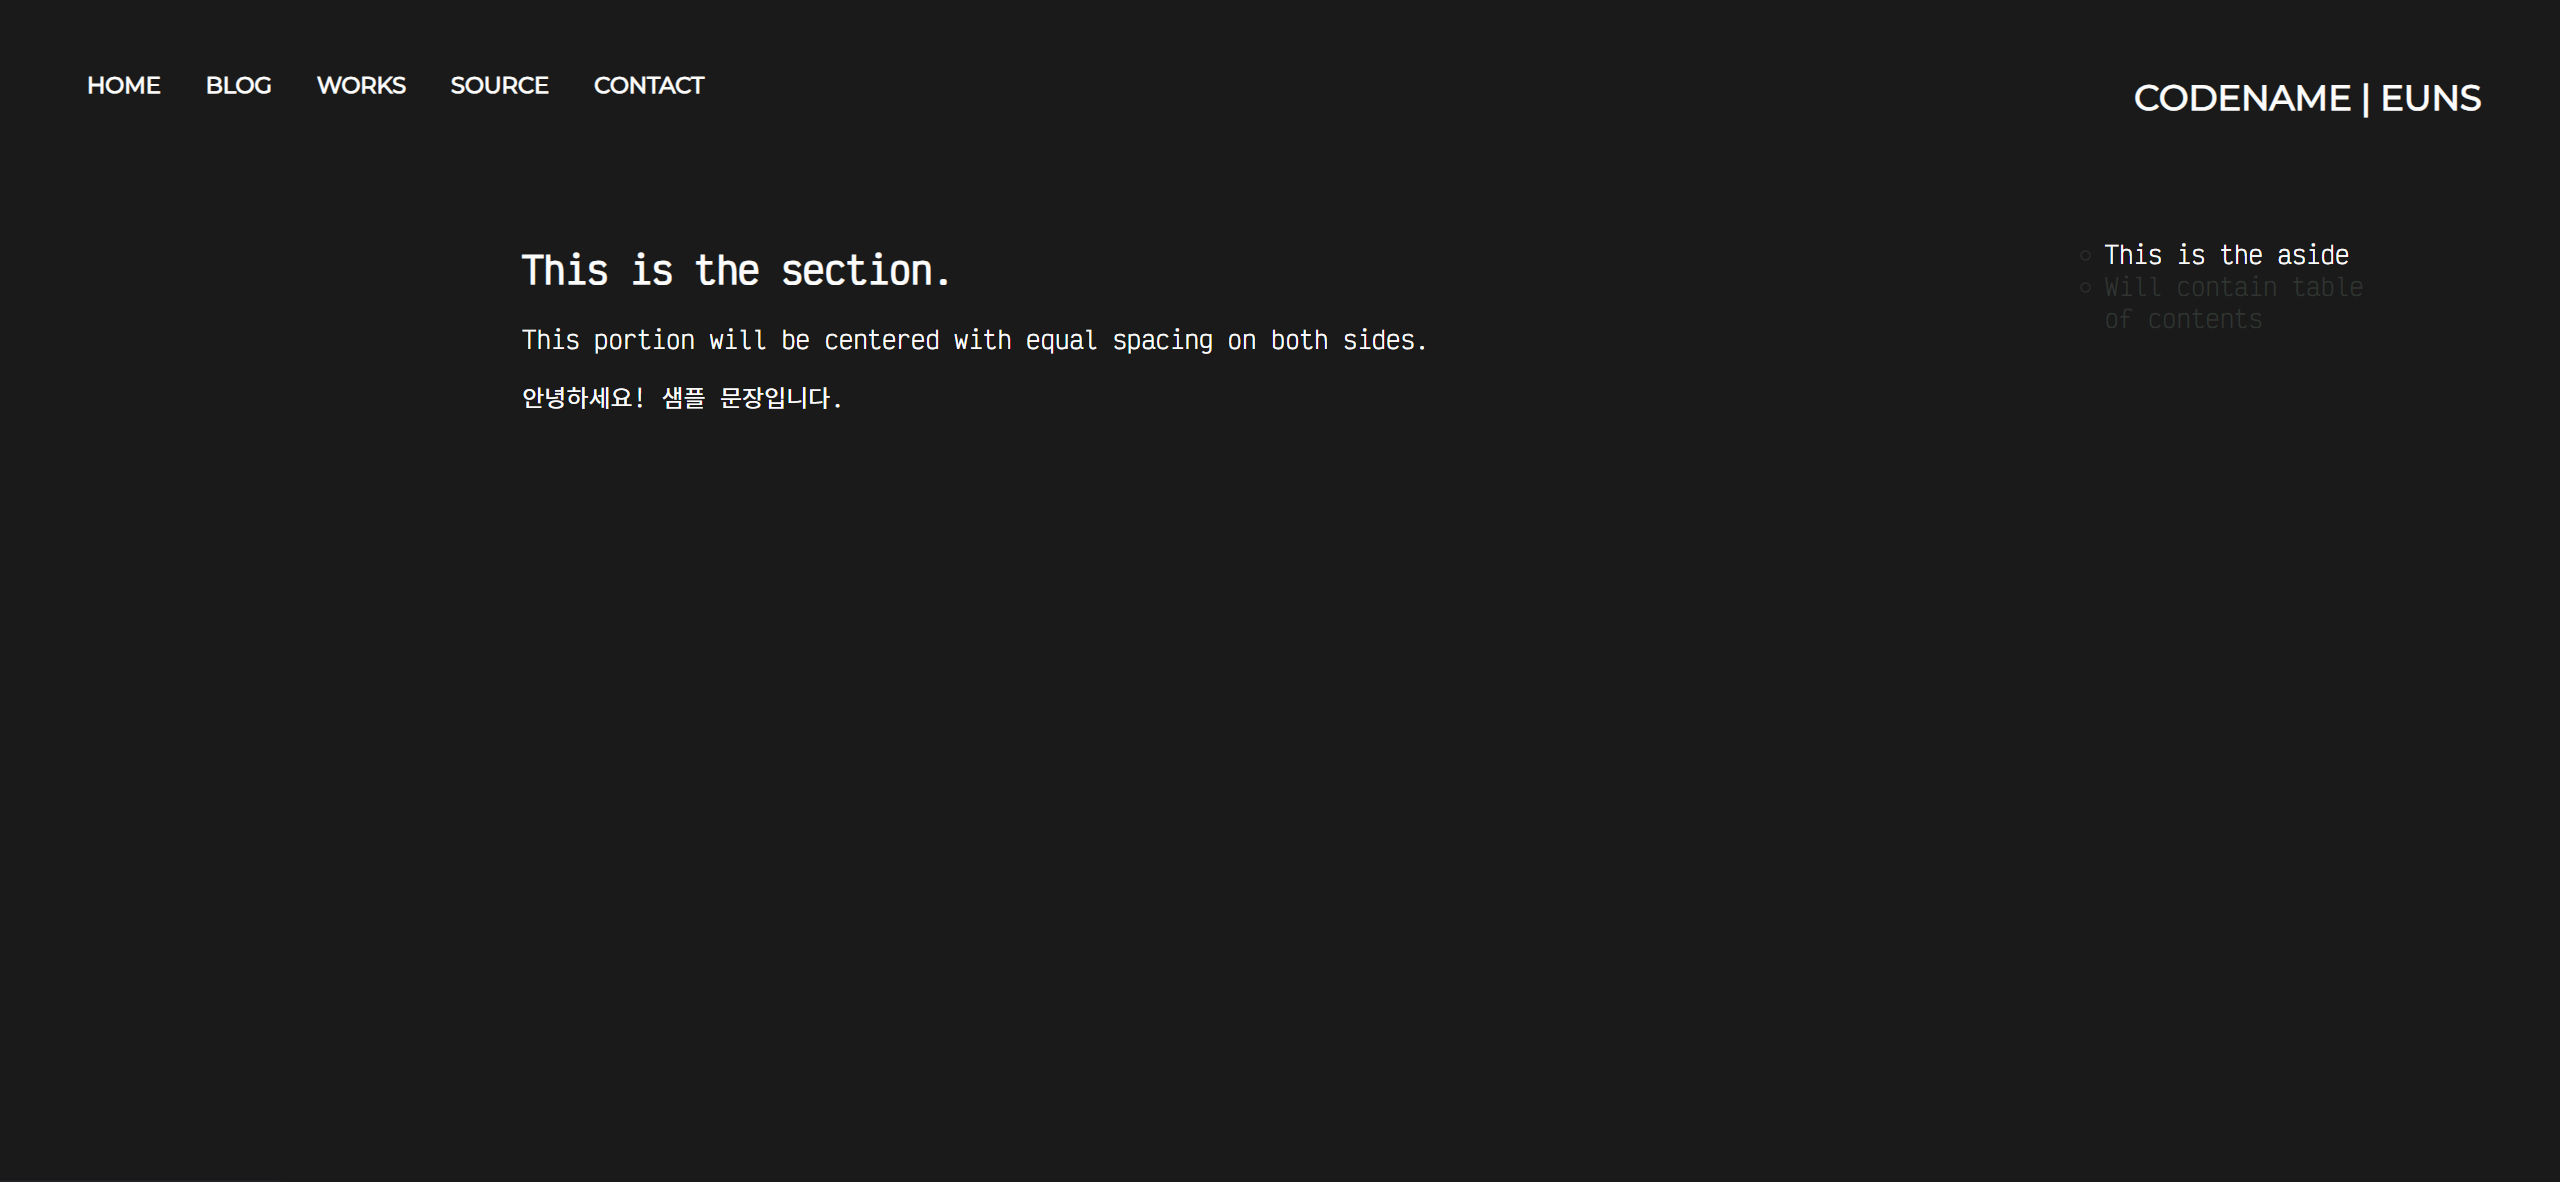 HOME BLOG WORKS SOURCE CONTACT
CODENAME | EUNS
This is the section.
This portion will be centered with equal spacing on both sides.
안녕하세요! 샘플 문장입니다.
This is the aside
Will contain table
of contents